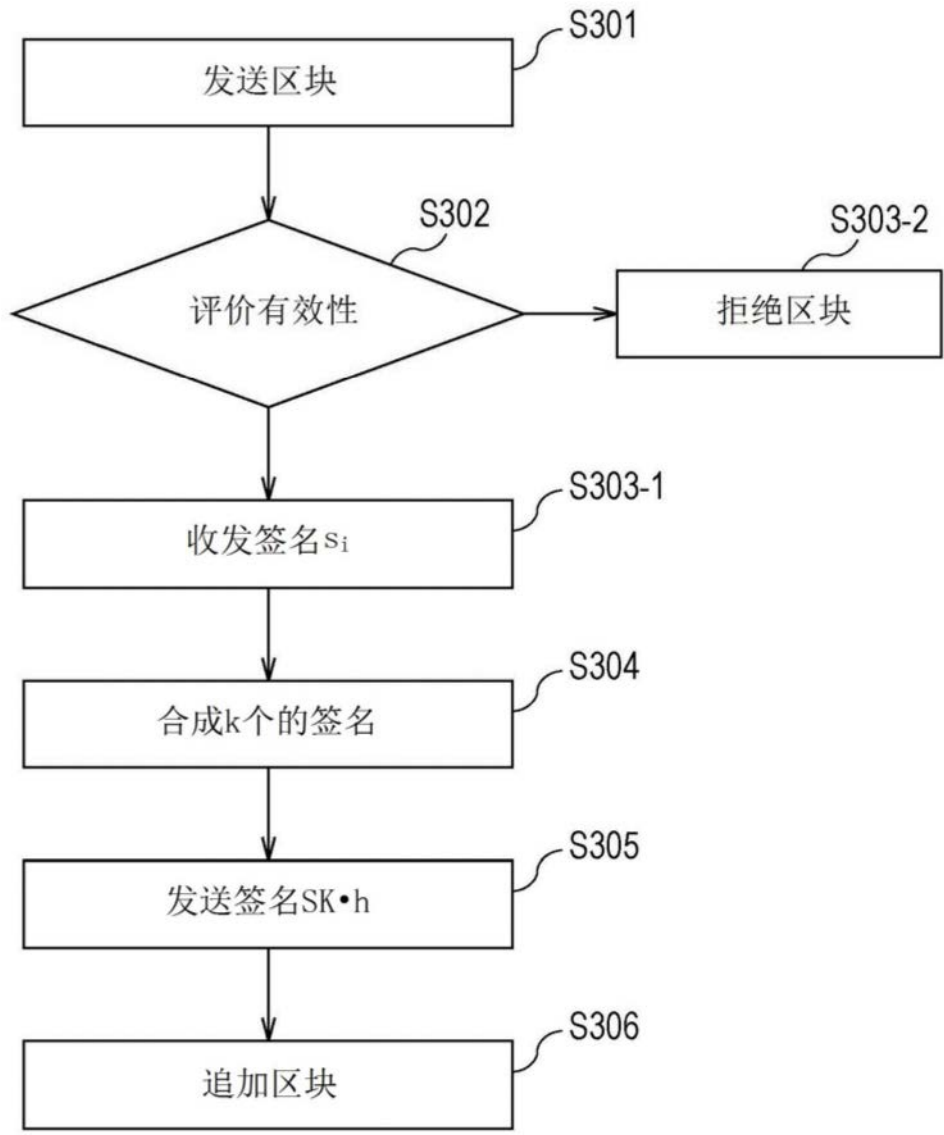 S301
发送区块
S302
评价有效性
S303-2
拒绝区块
S303-1
收发签名sᵢ
S304
合成k个的签名
S305
发送签名SK•h
S306
追加区块